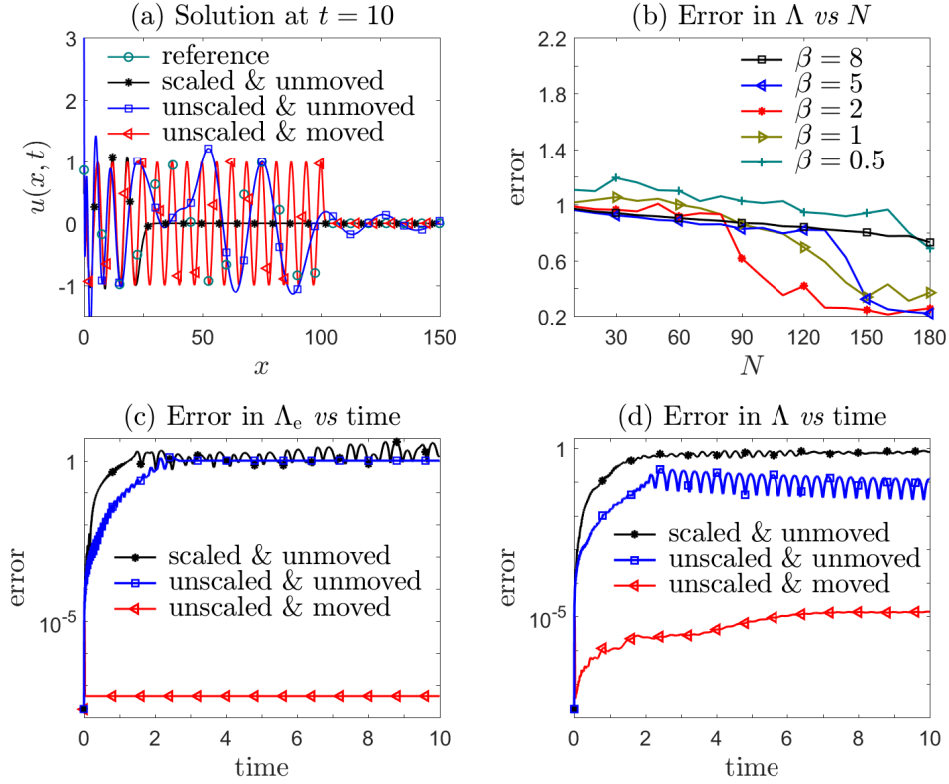 (a) Solution at t = 10
3
2
1
0
-1
u(x, t)
reference
scaled & unmoved
unscaled & unmoved
unscaled & moved
0
50
100
150
x
(b) Error in Λ vs N
2.2
1.8
1.4
1
0.6
0.2
error
β = 8
β = 5
β = 2
β = 1
β = 0.5
30
60
90
120
150
180
N
(c) Error in Λe vs time
1
10-5
error
scaled & unmoved
unscaled & unmoved
unscaled & moved
0
2
4
6
8
10
time
(d) Error in Λ vs time
1
10-5
error
scaled & unmoved
unscaled & unmoved
unscaled & moved
0
2
4
6
8
10
time